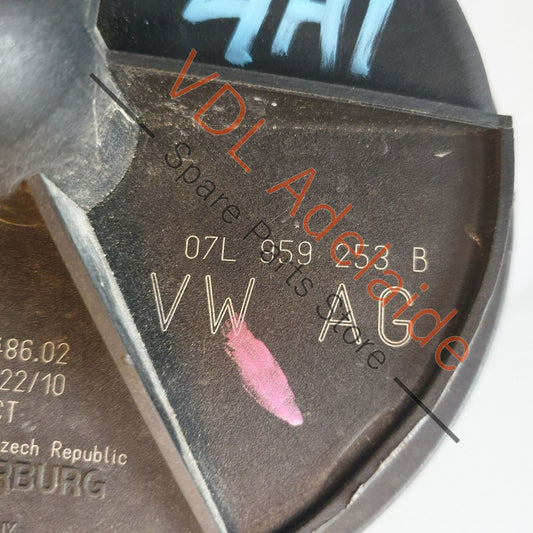 4H1
VDL Adelaide
Spare Parts Store
07L 959 253 B
VW AG
486.02
22/10
CT
Czech Republic
RBURG